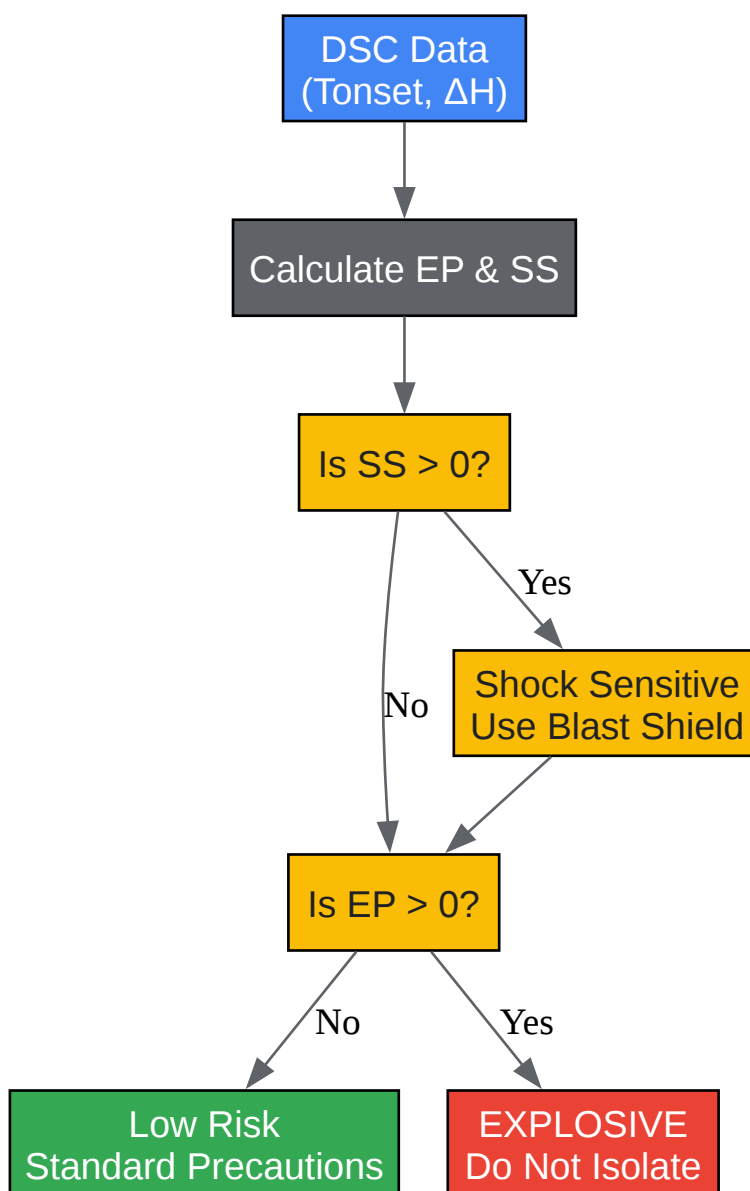 DSC Data
(Tonset, ΔH)
Calculate EP & SS
Is SS > 0?
Yes
Shock Sensitive
Use Blast Shield
No
Is EP > 0?
No
Yes
Low Risk
Standard Precautions
EXPLOSIVE
Do Not Isolate